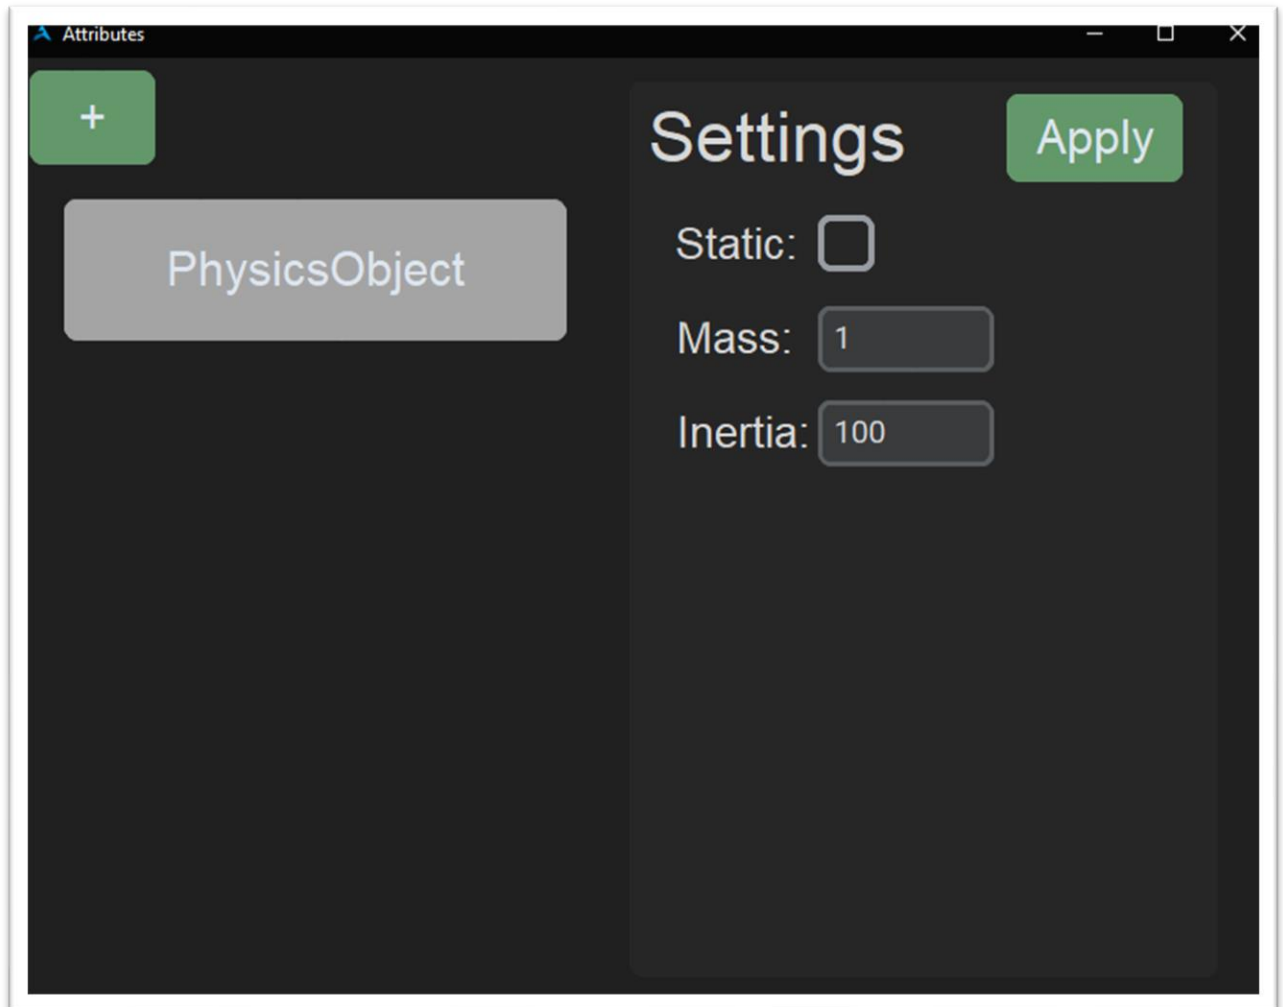 Attributes
+
Settings
Apply
PhysicsObject
Static:
Mass: 1
Inertia: 100